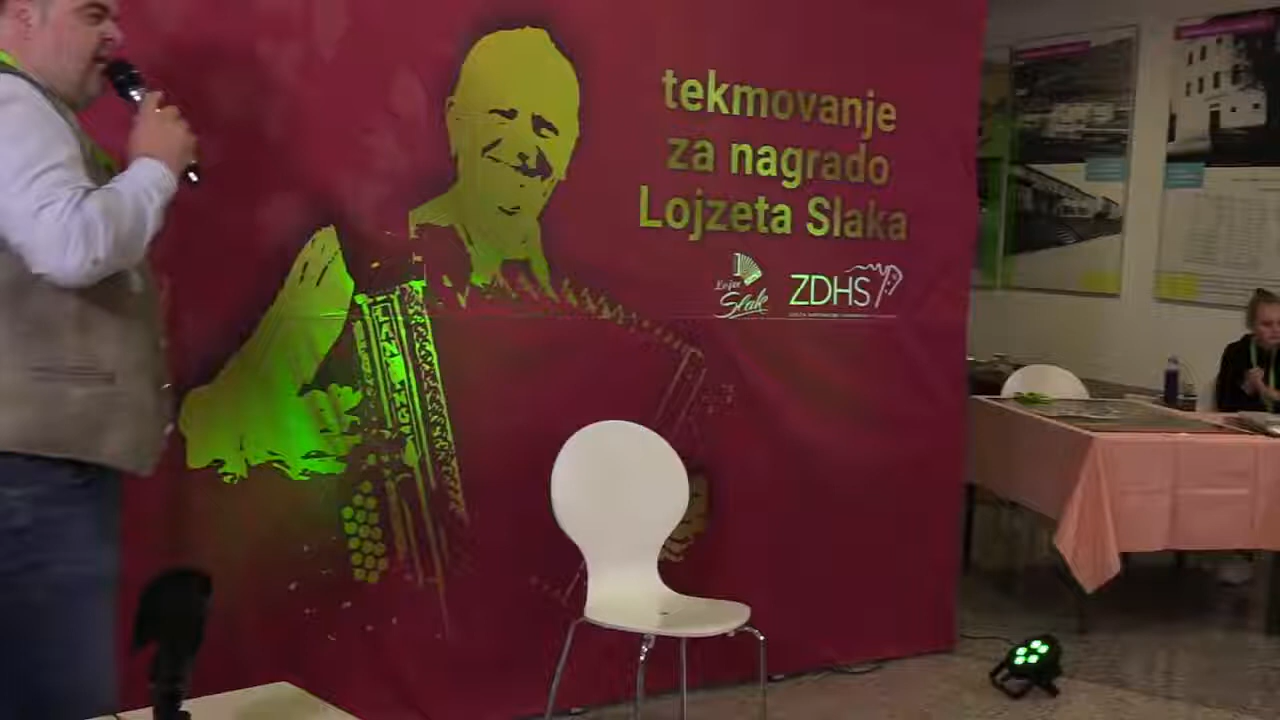 tekmovanje
za nagrado
Lojzeta Slaka
Lojze
Slak
ZDHS